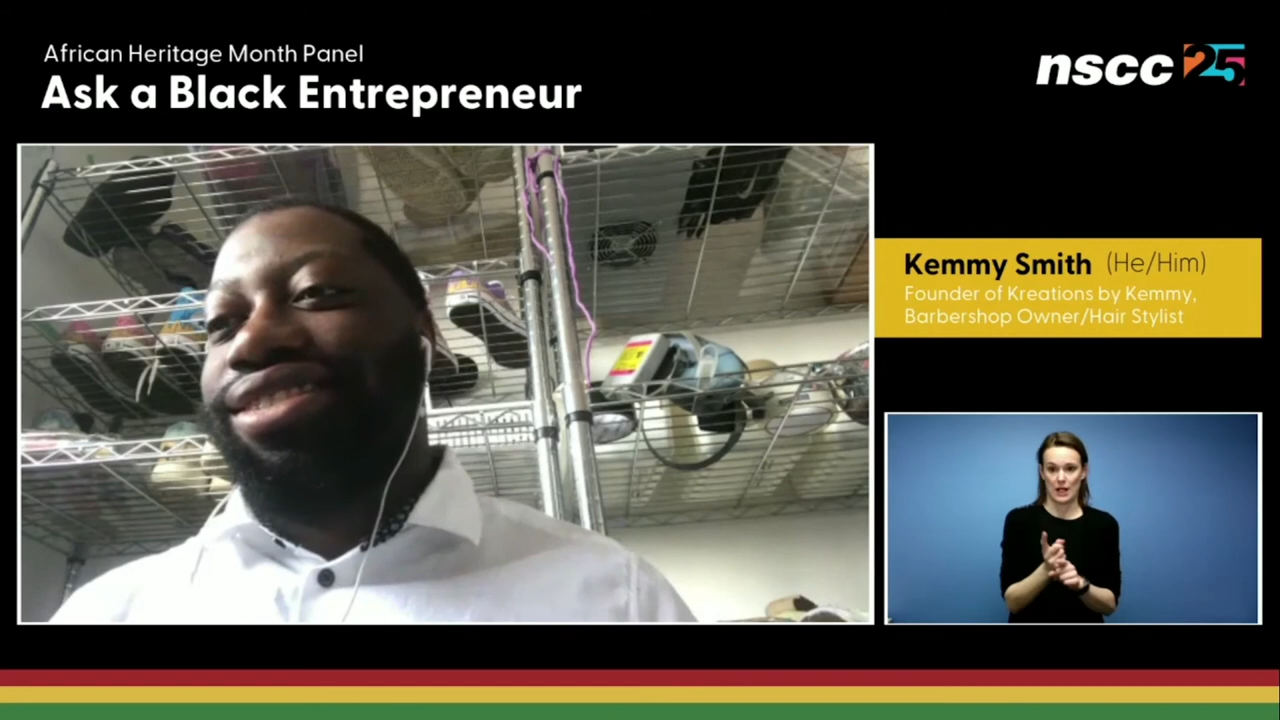 African Heritage Month Panel
Ask a Black Entrepreneur
nscc 25
Kemmy Smith (He/Him)
Founder of Kreations by Kemmy,
Barbershop Owner/Hair Stylist